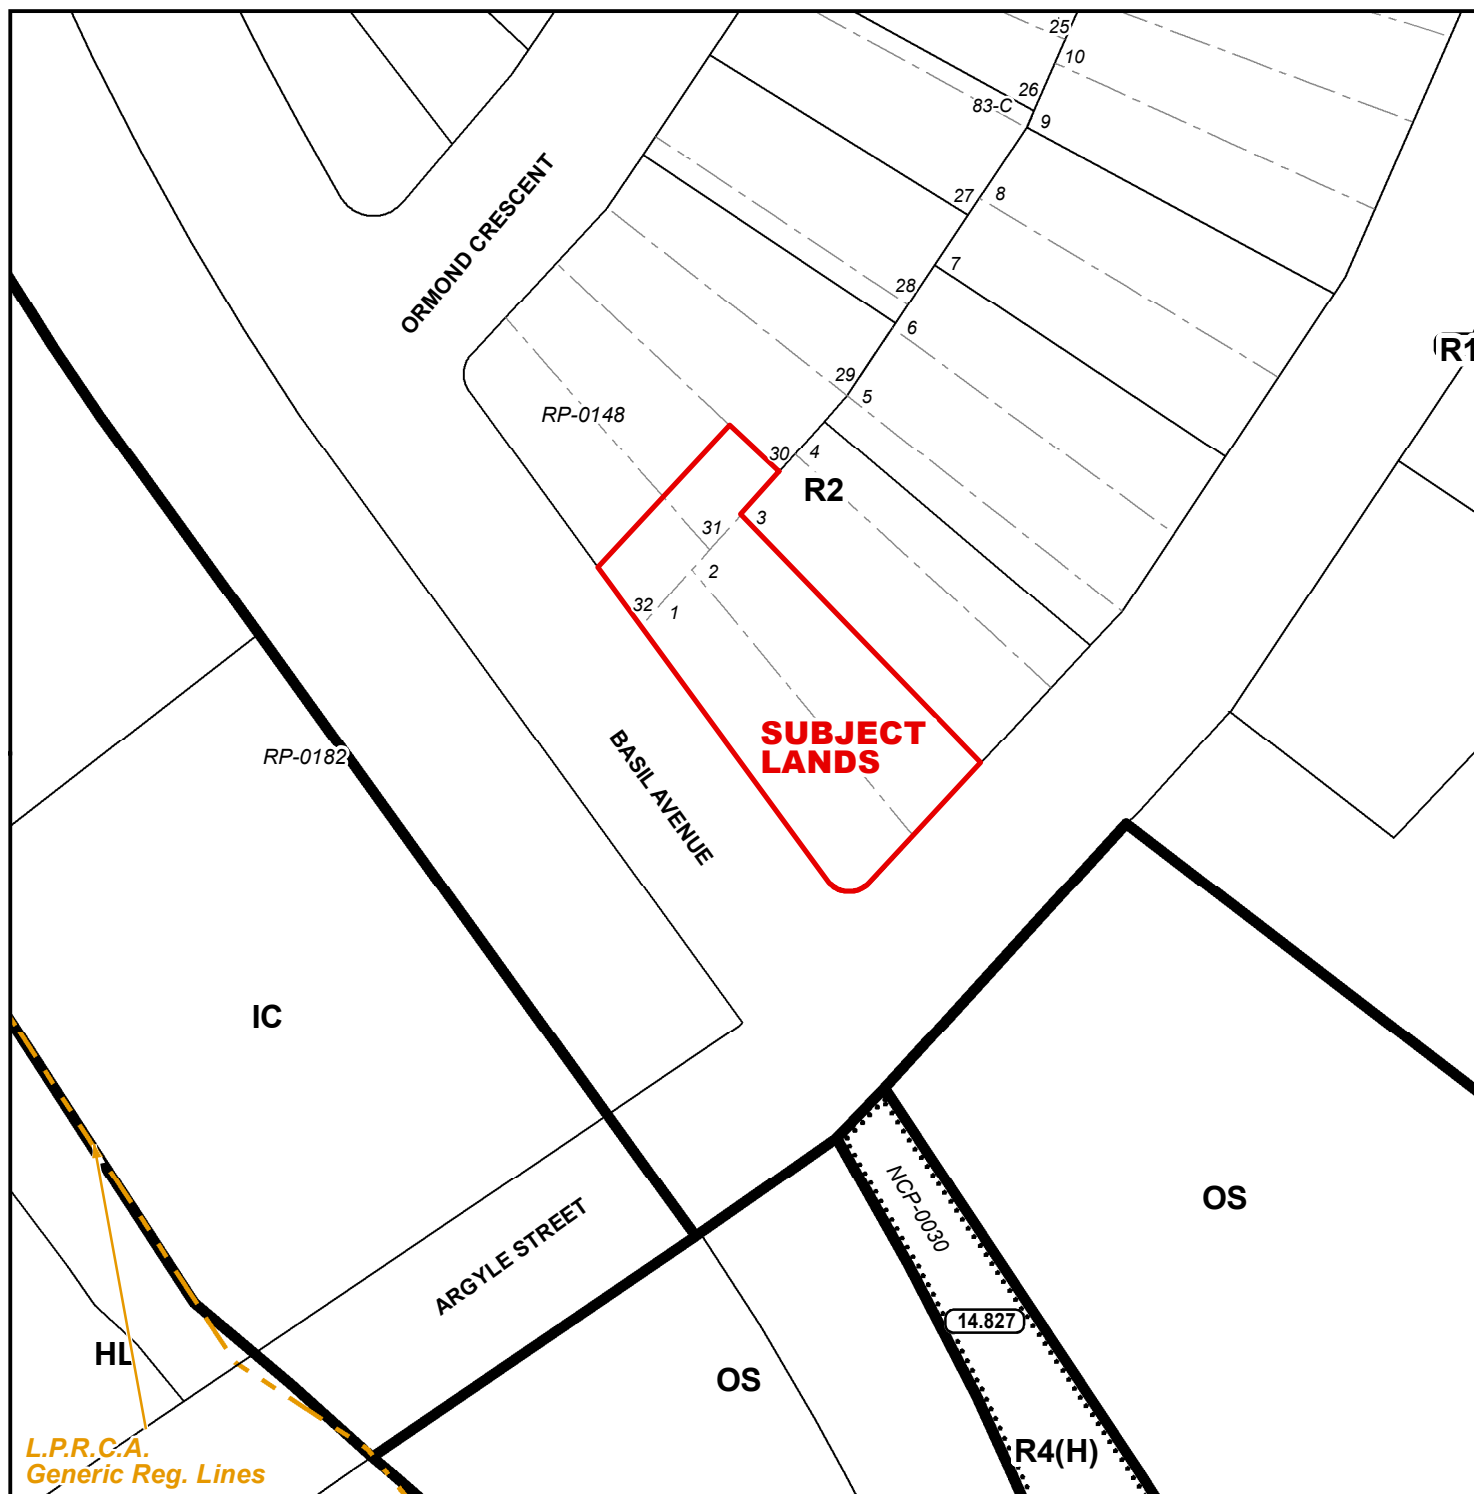 25
10
26
83-C
9
27
8
ORMOND CRESCENT
7
28
6
R1
29
5
RP-0148
30
4
R2
31
3
2
32
1
SUBJECT
LANDS
RP-0182
BASIL AVENUE
IC
NCP-0030
OS
ARGYLE STREET
14.827
HL
OS
R4(H)
L.P.R.C.A.
Generic Reg. Lines